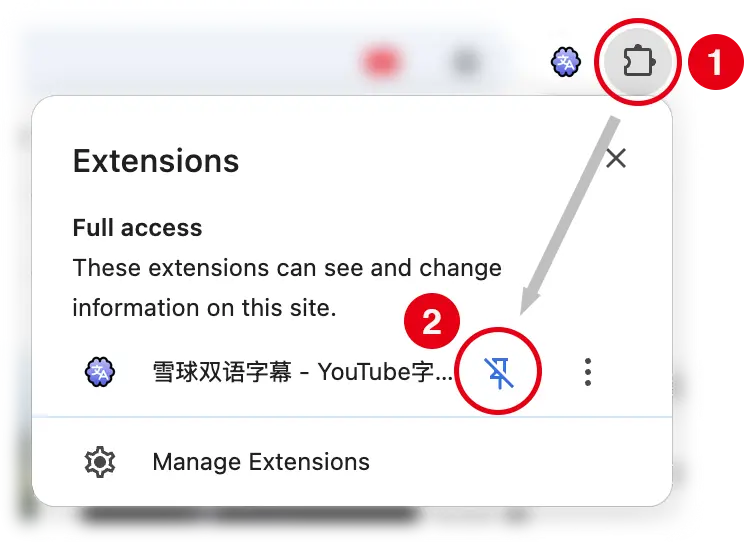 1
Extensions
Full access
These extensions can see and change
information on this site.
2
雪球双语字幕 - YouTube字...
Manage Extensions